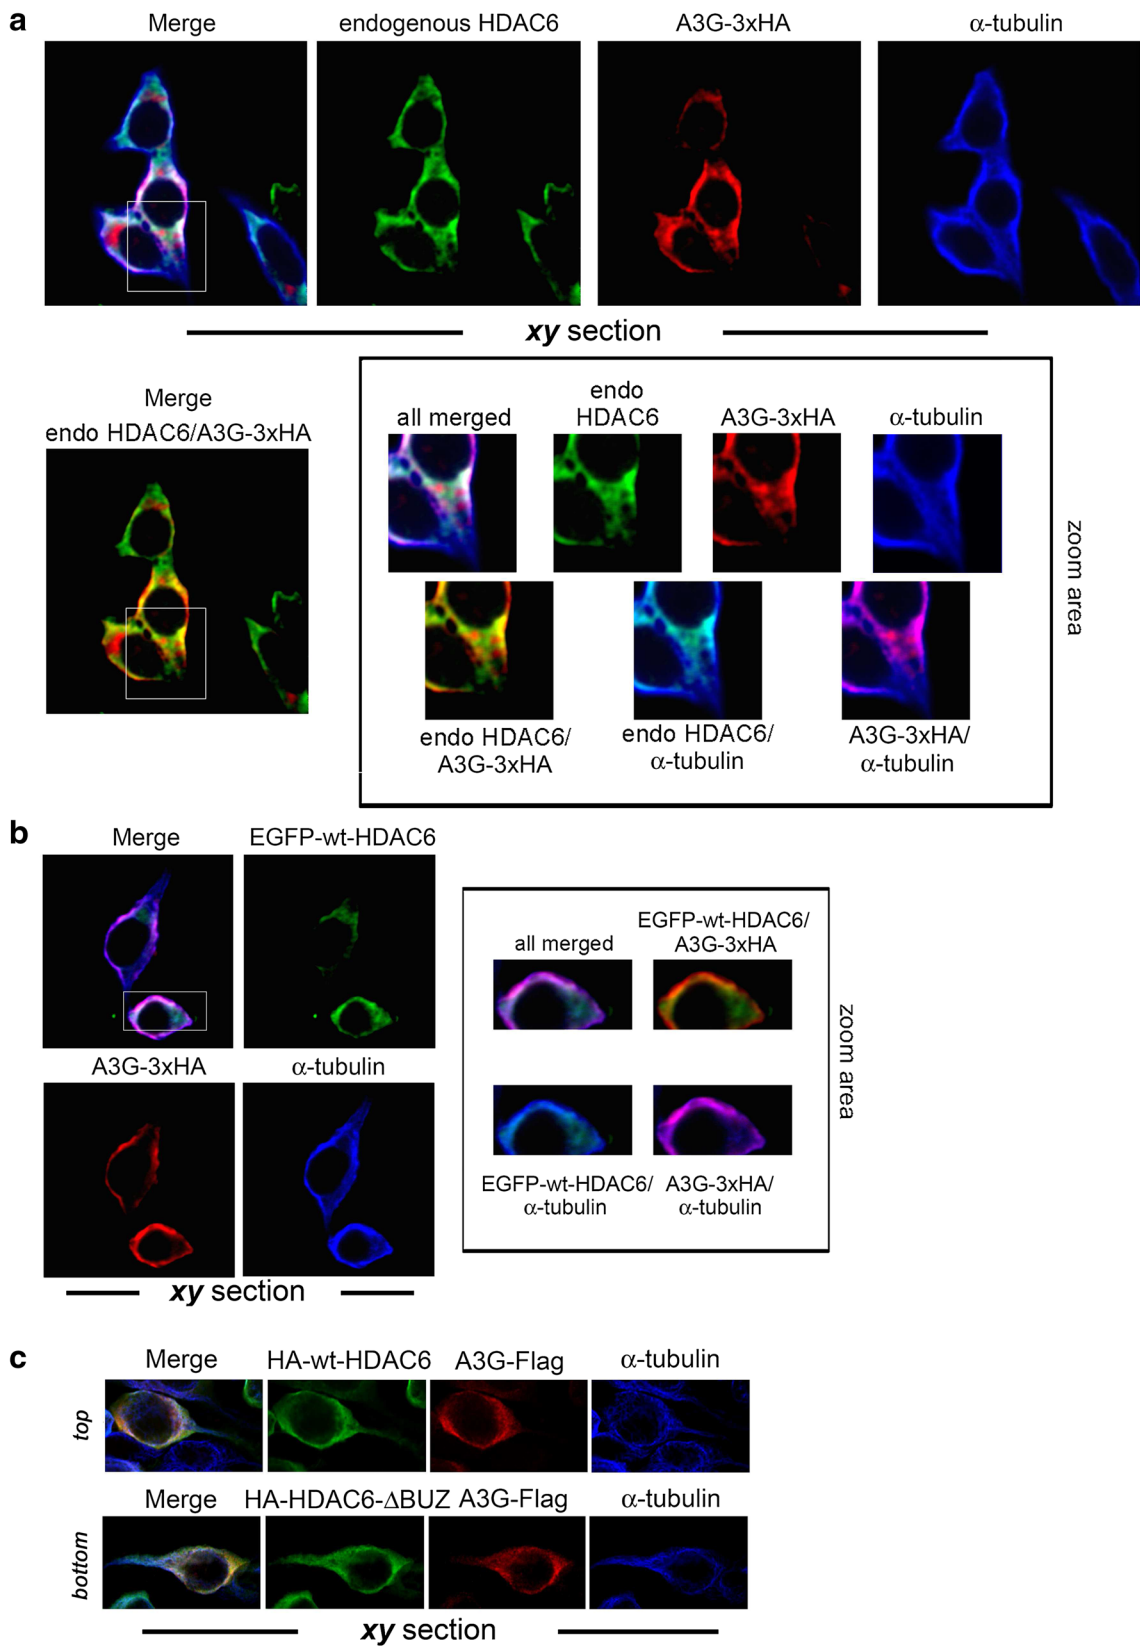 a
Merge
endogenous HDAC6
A3G-3xHA
α-tubulin
xy section
Merge
endo HDAC6/A3G-3xHA
all merged
endo
HDAC6
A3G-3xHA
α-tubulin
endo HDAC6/
A3G-3xHA
endo HDAC6/
α-tubulin
A3G-3xHA/
α-tubulin
zoom area
b
Merge
EGFP-wt-HDAC6
A3G-3xHA
α-tubulin
xy section
all merged
EGFP-wt-HDAC6/
A3G-3xHA
EGFP-wt-HDAC6/
α-tubulin
A3G-3xHA/
α-tubulin
zoom area
c
Merge
HA-wt-HDAC6
A3G-Flag
α-tubulin
top
Merge
HA-HDAC6-ΔBUZ
A3G-Flag
α-tubulin
bottom
xy section